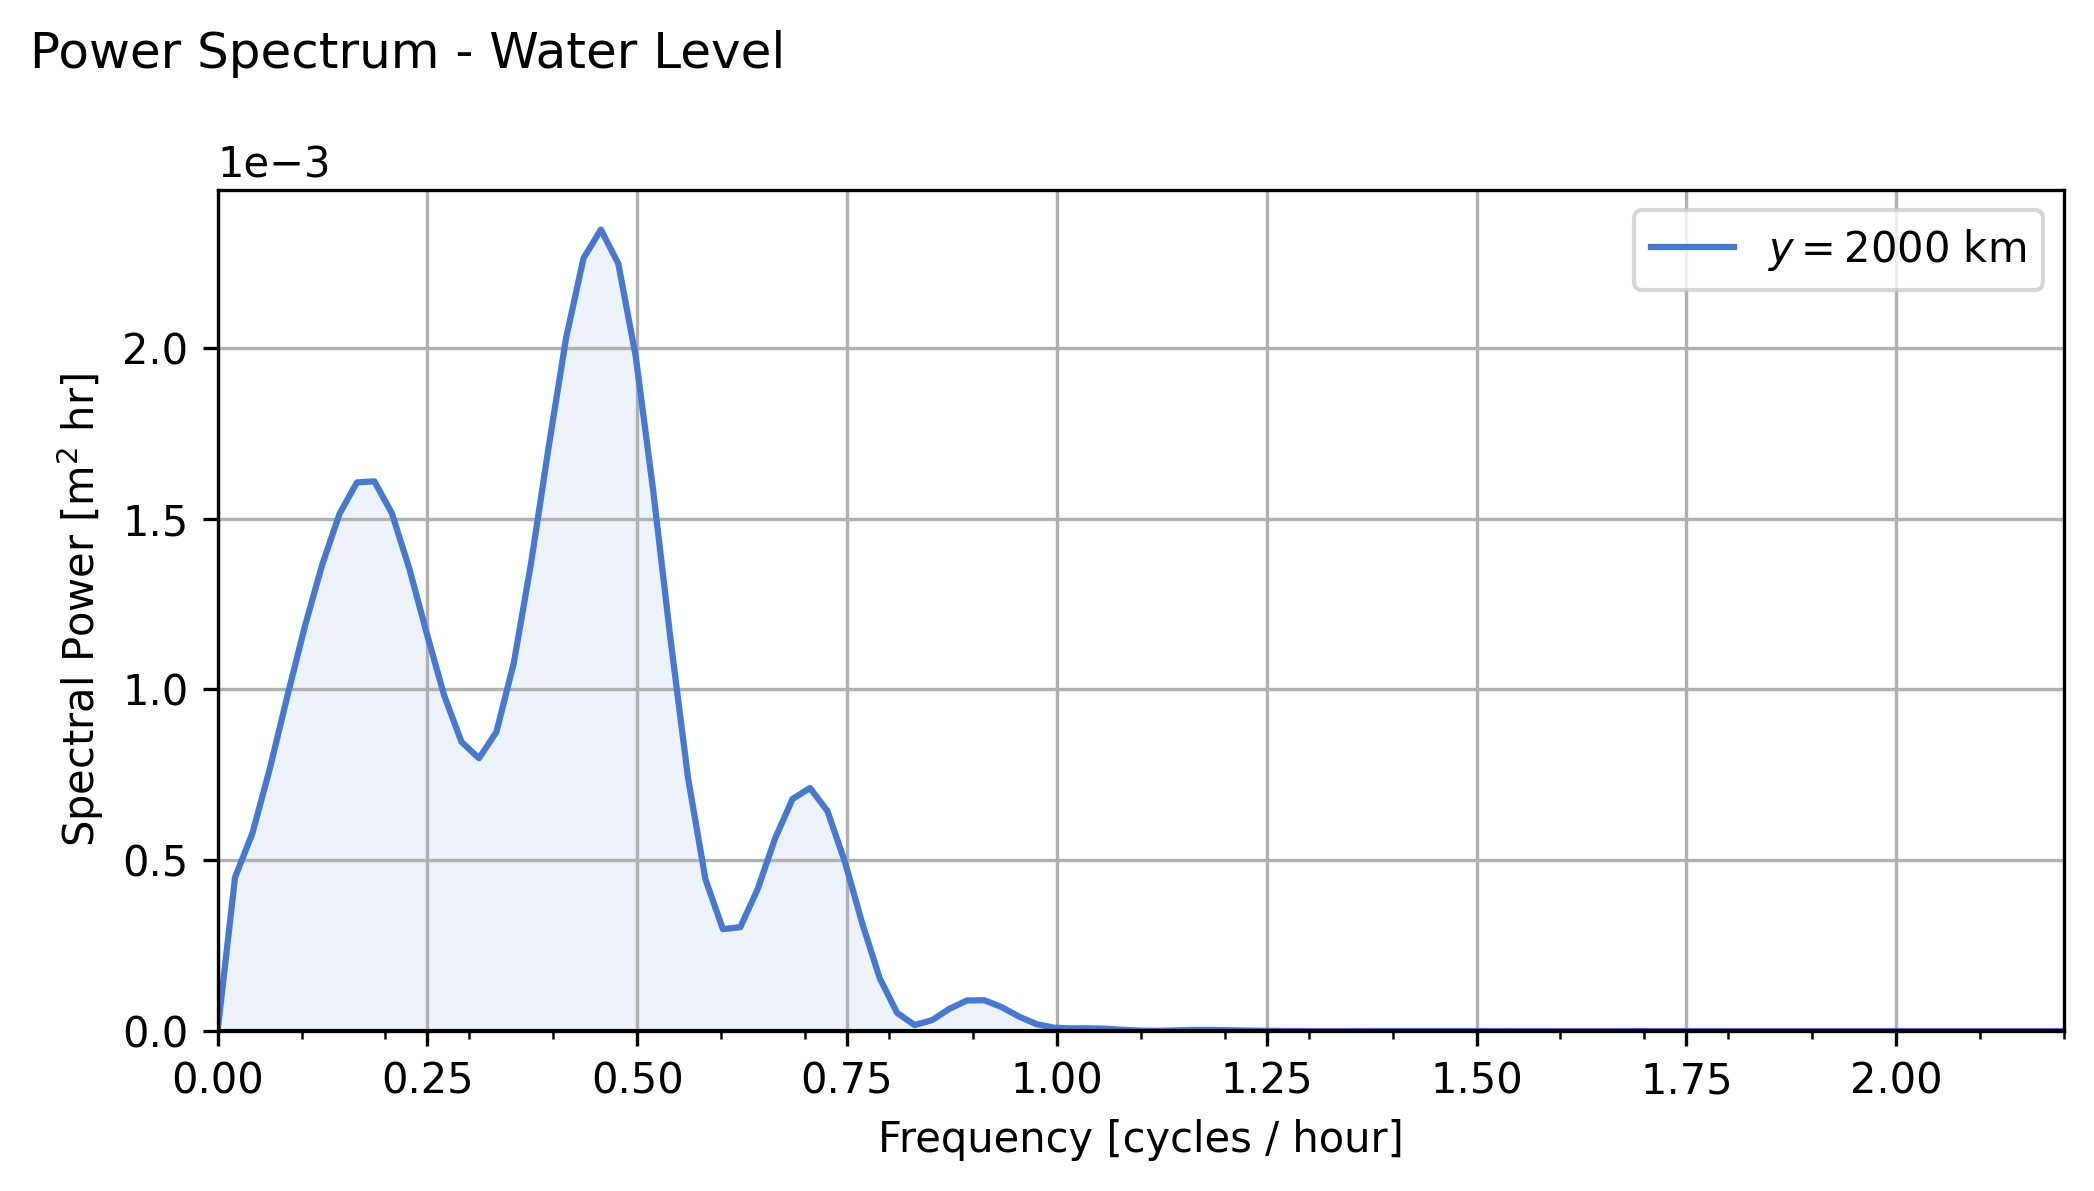 Power Spectrum - Water Level
1e−3
y = 2000 km
2.0
1.5
1.0
0.5
0.0
Spectral Power [m² hr]
0.00 0.25 0.50 0.75 1.00 1.25 1.50 1.75 2.00
Frequency [cycles / hour]